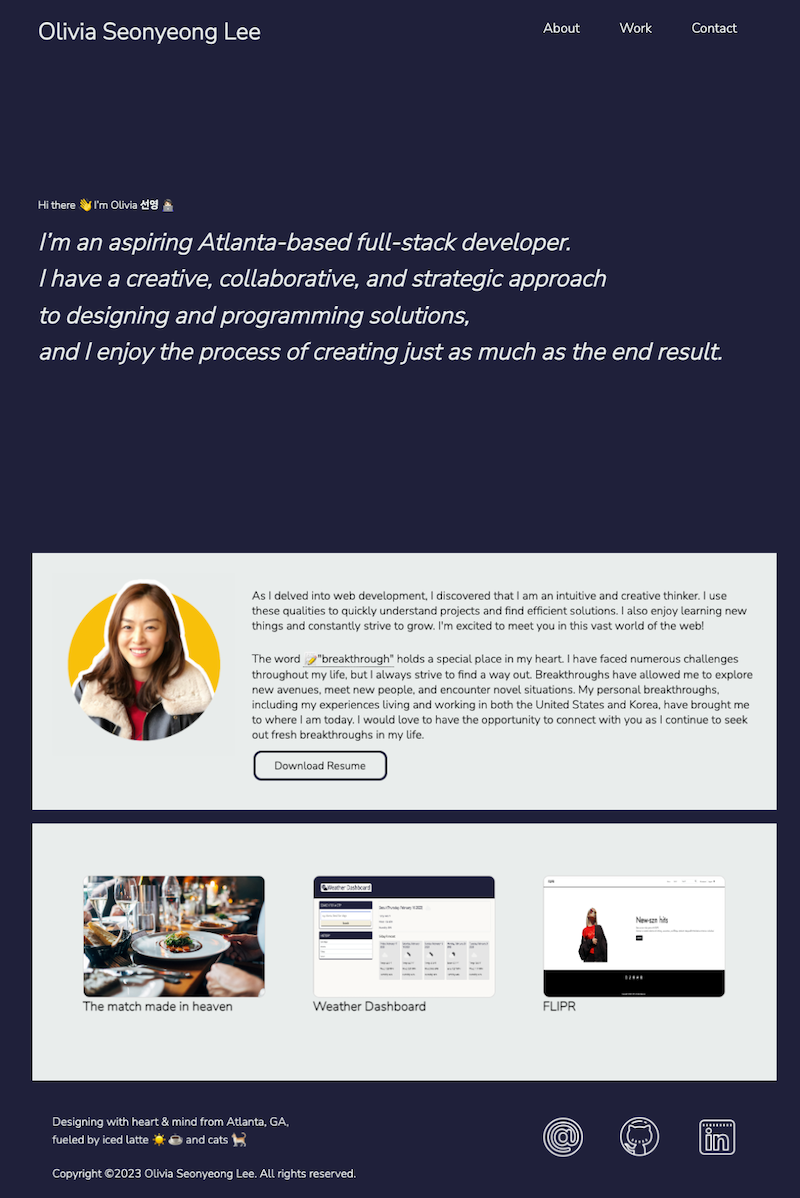 Olivia Seonyeong Lee
About
Work
Contact
Hi there 👋 I'm Olivia 선영 👩🏻‍💻
I'm an aspiring Atlanta-based full-stack developer.
I have a creative, collaborative, and strategic approach
to designing and programming solutions,
and I enjoy the process of creating just as much as the end result.
As I delved into web development, I discovered that I am an intuitive and creative thinker. I use
these qualities to quickly understand projects and find efficient solutions. I also enjoy learning new
things and constantly strive to grow. I'm excited to meet you in this vast world of the web!
The word 📝"breakthrough" holds a special place in my heart. I have faced numerous challenges
throughout my life, but I always strive to find a way out. Breakthroughs have allowed me to explore
new avenues, meet new people, and encounter novel situations. My personal breakthroughs,
including my experiences living and working in both the United States and Korea, have brought me
to where I am today. I would love to have the opportunity to connect with you as I continue to seek
out fresh breakthroughs in my life.
Download Resume
Weather Dashboard
New-szn hits
The match made in heaven
Weather Dashboard
FLIPR
Designing with heart & mind from Atlanta, GA,
fueled by iced latte ☀️☕ and cats 🐈
in
Copyright ©2023 Olivia Seonyeong Lee. All rights reserved.